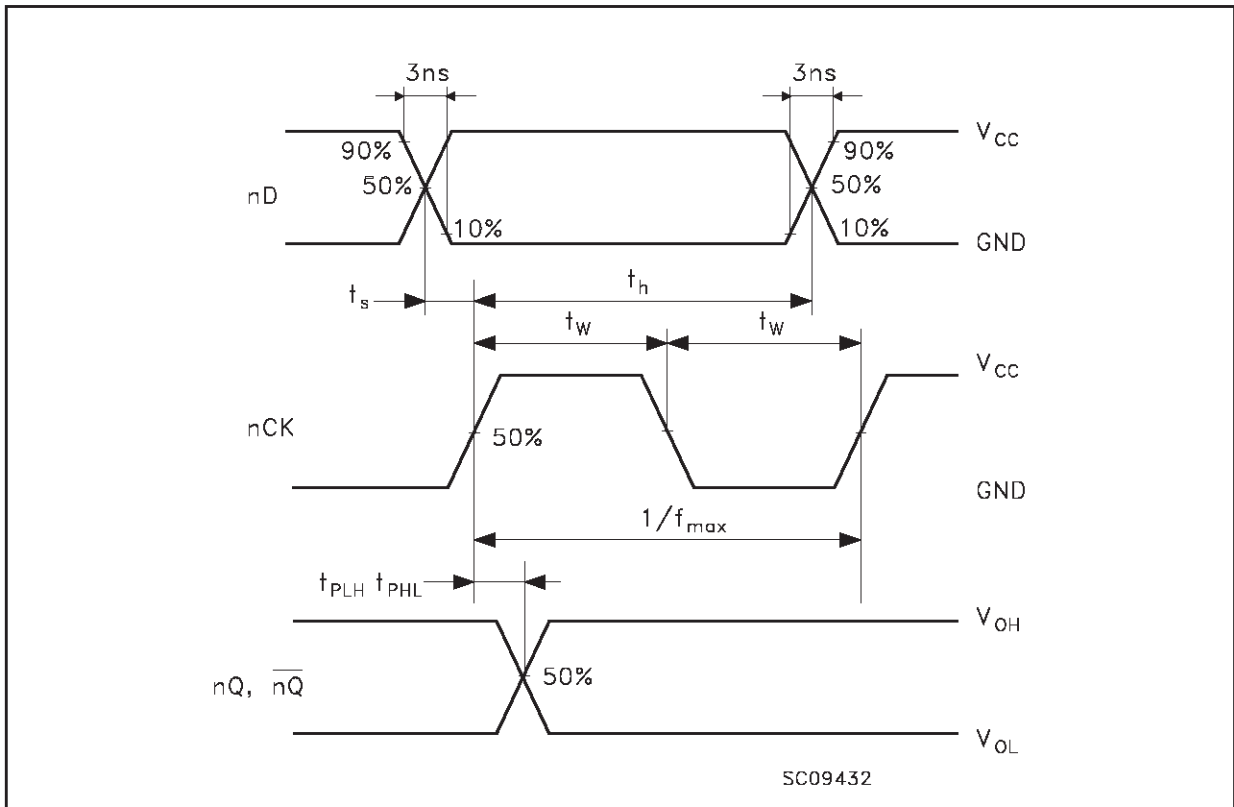 3ns 3ns
V_CC
90% 90%
nD 50% 50%
10% 10%
GND
t_s t_h
t_W t_W
V_CC
nCK 50%
GND
1/f_max
t_PLH t_PHL
V_OH
nQ, n̅Q̅ 50%
V_OL
SC09432